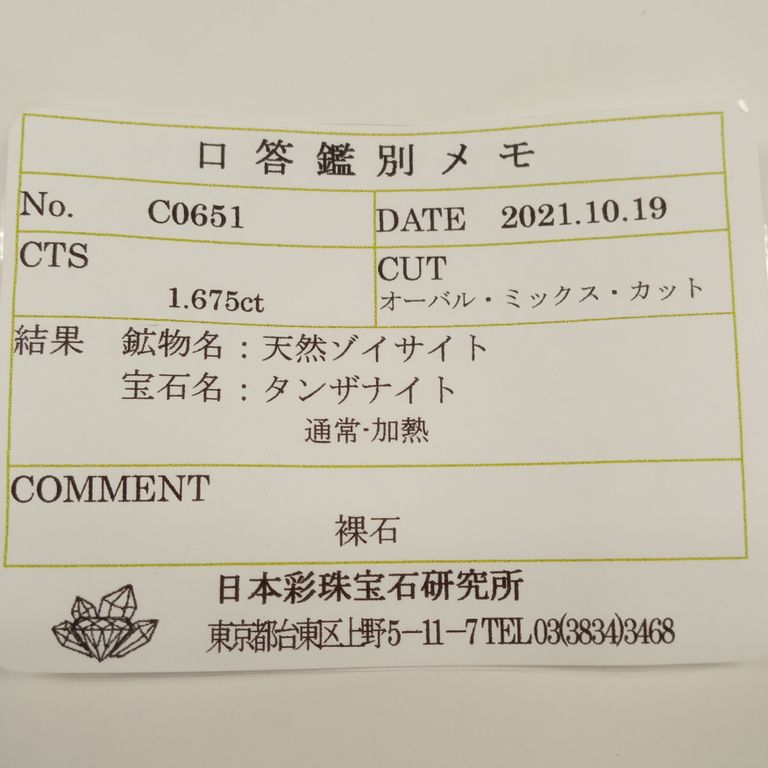 口答鑑別メモ
No. C0651 DATE 2021.10.19
CTS 1.675ct CUT オーバル・ミックス・カット
結果 鉱物名：天然ゾイサイト
宝石名：タンザナイト
通常・加熱
COMMENT
裸石
日本彩珠宝石研究所
東京都台東区上野5－11－7 TEL 03(3834)3468